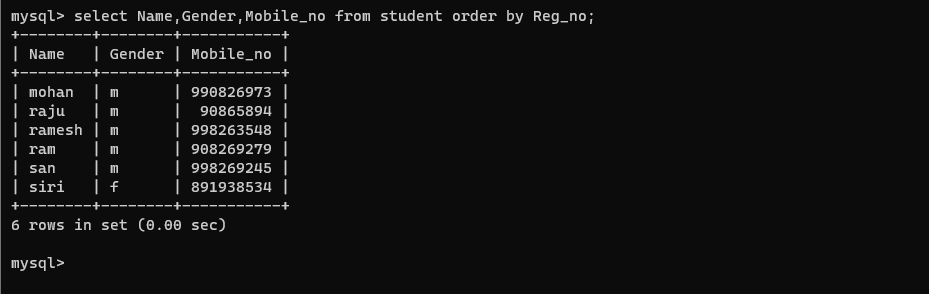 mysql> select Name,Gender,Mobile_no from student order by Reg_no;
+--------+--------+-----------+
| Name   | Gender | Mobile_no |
+--------+--------+-----------+
| mohan  | m      | 990826973 |
| raju   | m      |  90865894 |
| ramesh | m      | 998263548 |
| ram    | m      | 908269279 |
| san    | m      | 998269245 |
| siri   | f      | 891938534 |
+--------+--------+-----------+
6 rows in set (0.00 sec)
mysql>